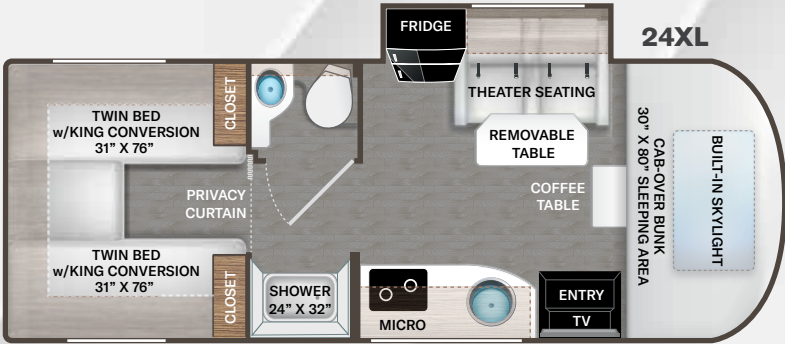 24XL
FRIDGE
THEATER SEATING
REMOVABLE
TABLE
COFFEE
TABLE
CLOSET
TWIN BED
w/KING CONVERSION
31” X 76”
PRIVACY
CURTAIN
TWIN BED
w/KING CONVERSION
31” X 76”
CLOSET
SHOWER
24” X 32”
MICRO
ENTRY
TV
BUILT-IN SKYLIGHT
CAB-OVER BUNK
30” X 80” SLEEPING AREA